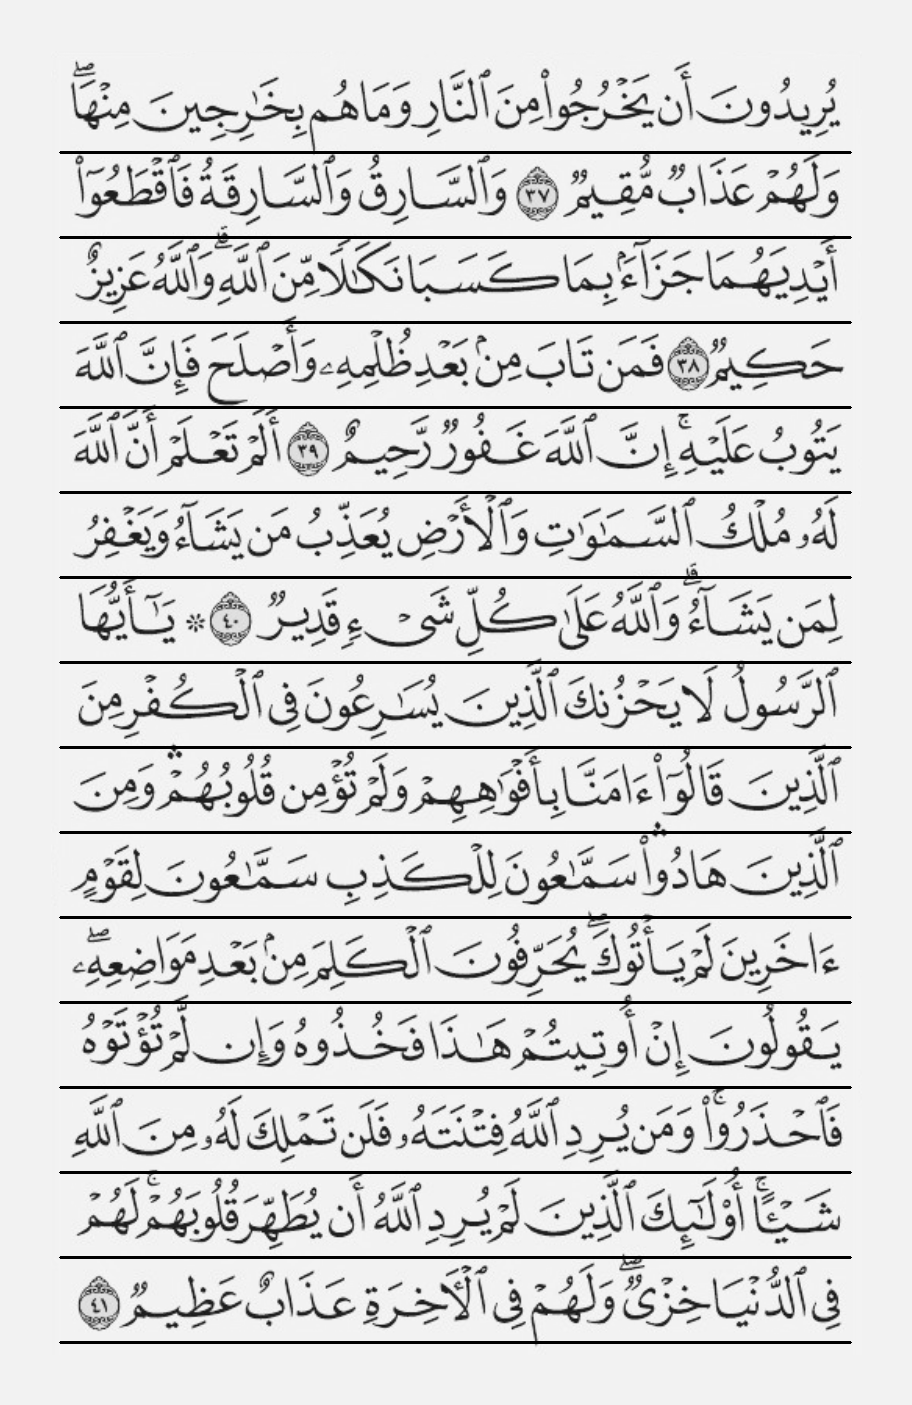 يُرِيدُونَ أَن يَخْرُجُوا۟ مِنَ ٱلنَّارِ وَمَا هُم بِخَٰرِجِينَ مِنْهَا ۖ
وَلَهُمْ عَذَابٌ مُّقِيمٌ ٣٧ وَٱلسَّارِقُ وَٱلسَّارِقَةُ فَٱقْطَعُوٓا۟
أَيْدِيَهُمَا جَزَآءًۢ بِمَا كَسَبَا نَكَٰلًا مِّنَ ٱللَّهِ ۗ وَٱللَّهُ عَزِيزٌ
حَكِيمٌ ٣٨ فَمَن تَابَ مِنۢ بَعْدِ ظُلْمِهِۦ وَأَصْلَحَ فَإِنَّ ٱللَّهَ
يَتُوبُ عَلَيْهِ ۚ إِنَّ ٱللَّهَ غَفُورٌ رَّحِيمٌ ٣٩ أَلَمْ تَعْلَمْ أَنَّ ٱللَّهَ
لَهُۥ مُلْكُ ٱلسَّمَٰوَٰتِ وَٱلْأَرْضِ يُعَذِّبُ مَن يَشَآءُ وَيَغْفِرُ
لِمَن يَشَآءُ ۗ وَٱللَّهُ عَلَىٰ كُلِّ شَىْءٍ قَدِيرٌ ٤٠ ۞ يَٰٓأَيُّهَا
ٱلرَّسُولُ لَا يَحْزُنكَ ٱلَّذِينَ يُسَٰرِعُونَ فِى ٱلْكُفْرِ مِنَ
ٱلَّذِينَ قَالُوٓا۟ ءَامَنَّا بِأَفْوَٰهِهِمْ وَلَمْ تُؤْمِن قُلُوبُهُمْ ۛ وَمِنَ
ٱلَّذِينَ هَادُوا۟ ۛ سَمَّٰعُونَ لِلْكَذِبِ سَمَّٰعُونَ لِقَوْمٍ
ءَاخَرِينَ لَمْ يَأْتُوكَ ۖ يُحَرِّفُونَ ٱلْكَلِمَ مِنۢ بَعْدِ مَوَاضِعِهِۦ ۖ
يَقُولُونَ إِنْ أُوتِيتُمْ هَٰذَا فَخُذُوهُ وَإِن لَّمْ تُؤْتَوْهُ
فَٱحْذَرُوا۟ ۚ وَمَن يُرِدِ ٱللَّهُ فِتْنَتَهُۥ فَلَن تَمْلِكَ لَهُۥ مِنَ ٱللَّهِ
شَيْـًٔا ۚ أُو۟لَٰٓئِكَ ٱلَّذِينَ لَمْ يُرِدِ ٱللَّهُ أَن يُطَهِّرَ قُلُوبَهُمْ ۚ لَهُمْ
فِى ٱلدُّنْيَا خِزْىٌ ۖ وَلَهُمْ فِى ٱلْـَٔاخِرَةِ عَذَابٌ عَظِيمٌ ٤١